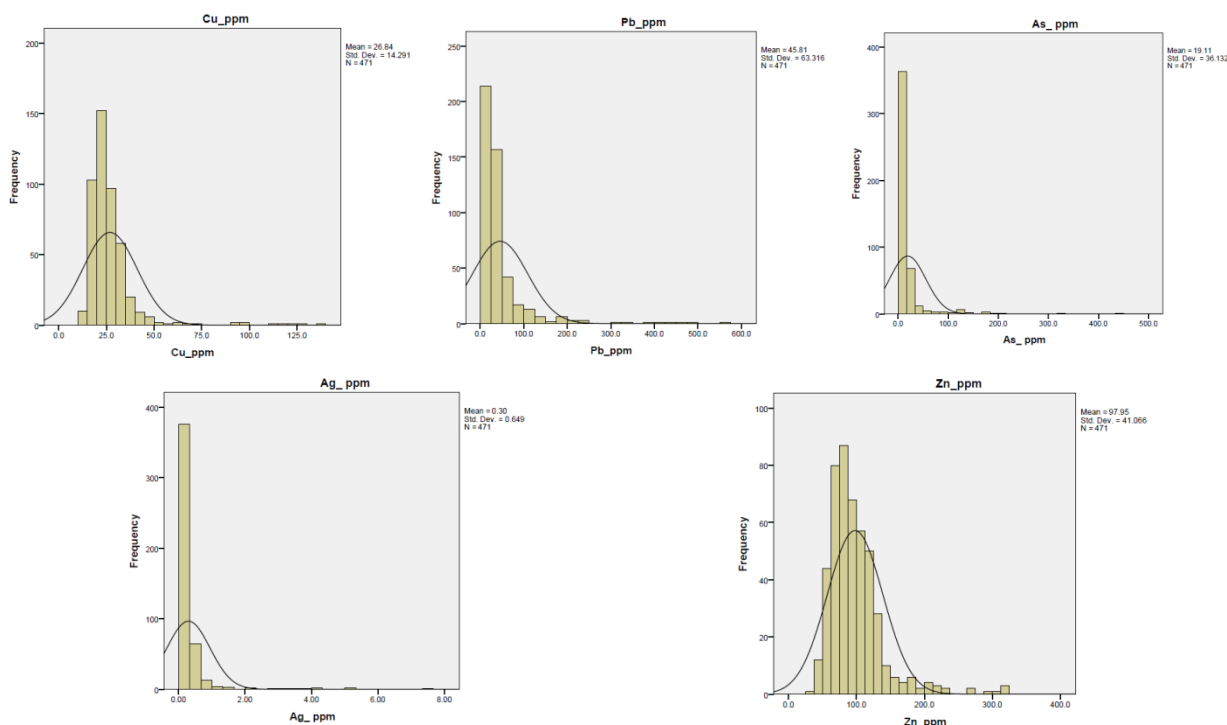 Cu_ppm
Mean = 26.84
Std. Dev. = 14.291
N = 471
200
150
100
50
0
Frequency
0.0 25.0 50.0 75.0 100.0 125.0
Cu_ppm
Pb_ppm
Mean = 45.81
Std. Dev. = 63.316
N = 471
250
200
150
100
50
0
Frequency
0.0 100.0 200.0 300.0 400.0 500.0 600.0
Pb_ppm
As_ ppm
Mean = 19.11
Std. Dev. = 36.132
N = 471
400
300
200
100
0
Frequency
0.0 100.0 200.0 300.0 400.0 500.0
As_ ppm
Ag_ ppm
Mean = 0.30
Std. Dev. = 0.649
N = 471
400
300
200
100
0
Frequency
0.00 2.00 4.00 6.00 8.00
Ag_ ppm
Zn_ppm
Mean = 97.95
Std. Dev. = 41.066
N = 471
100
80
60
40
20
0
Frequency
0.0 100.0 200.0 300.0 400.0
Zn_ppm